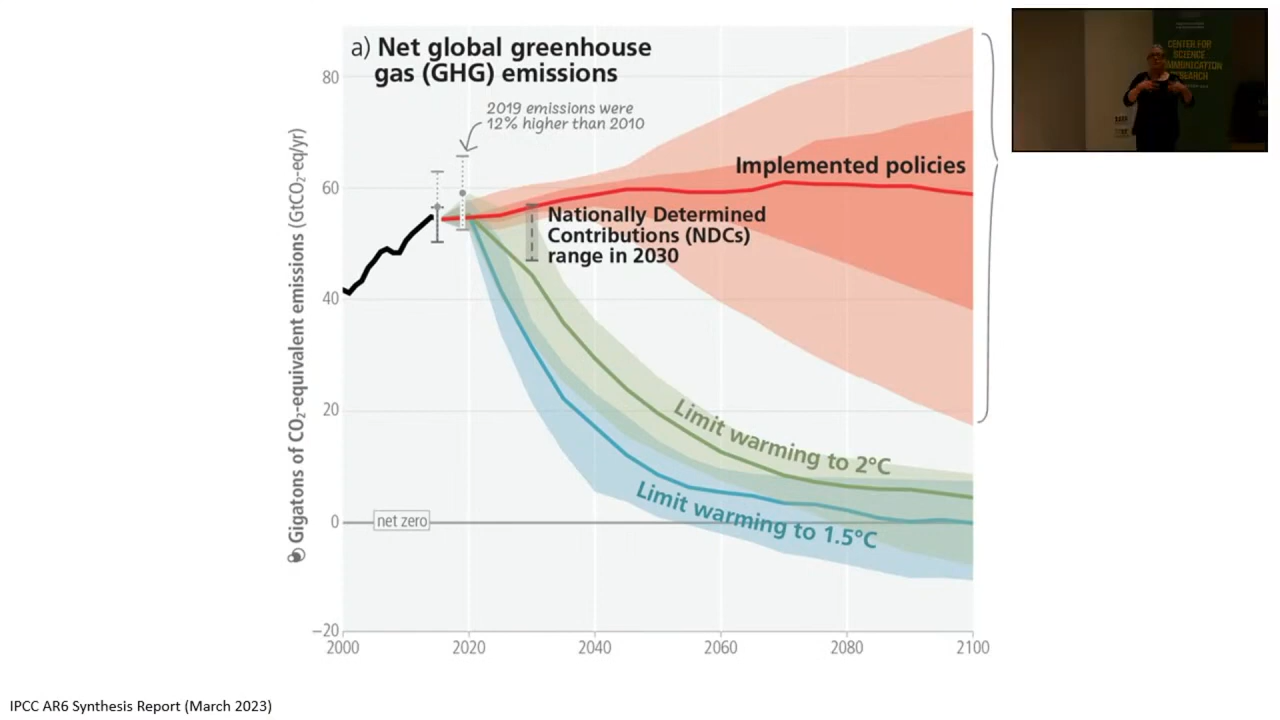 a) Net global greenhouse
gas (GHG) emissions
2019 emissions were
12% higher than 2010
Gigatons of CO₂-equivalent emissions (GtCO₂-eq/yr)
80
60
40
20
0
−20
Implemented policies
Nationally Determined
Contributions (NDCs)
range in 2030
Limit warming to 2°C
Limit warming to 1.5°C
net zero
2000
2020
2040
2060
2080
2100
IPCC AR6 Synthesis Report (March 2023)
CENTER FOR
SCIENCE